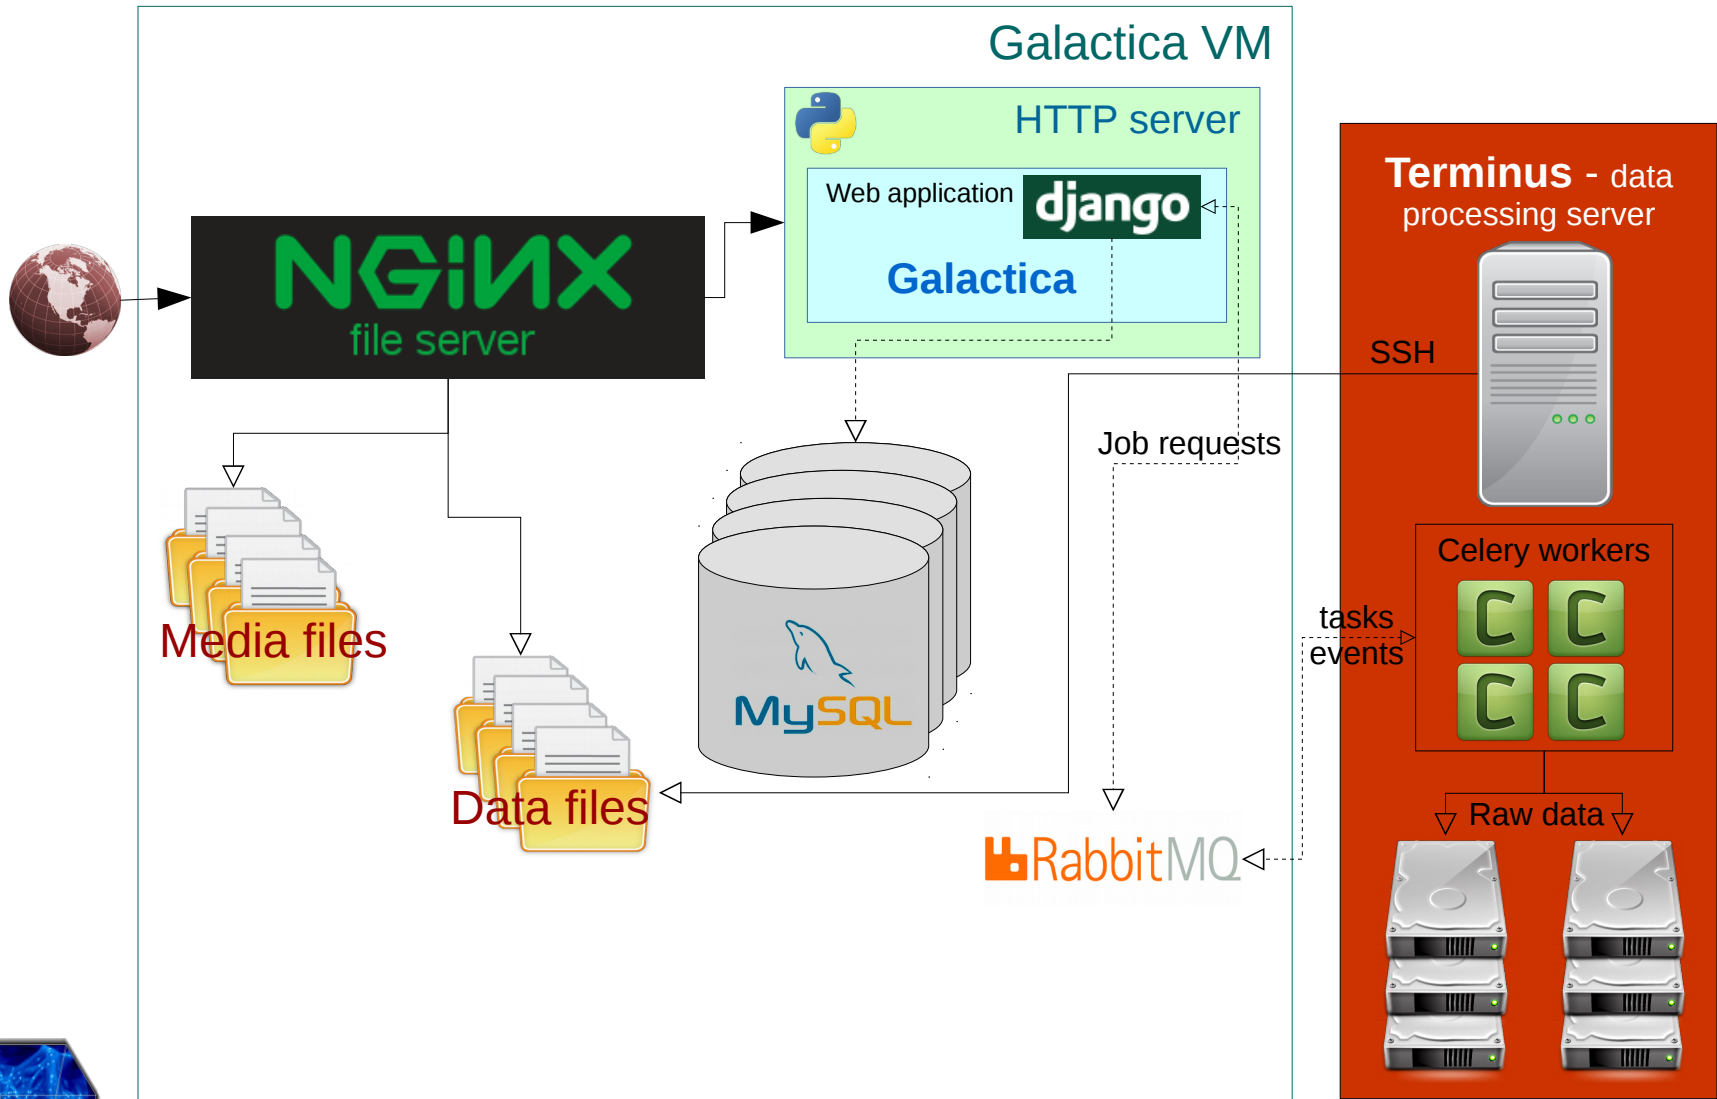 Galactica VM
HTTP server
Web application
django
Galactica
NGiNX
file server
Terminus - data
processing server
SSH
Job requests
Celery workers
C C
C C
tasks
events
Media files
MySQL
Data files
Raw data
RabbitMQ